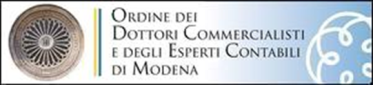 Ordine dei
Dottori Commercialisti
e degli Esperti Contabili
di Modena